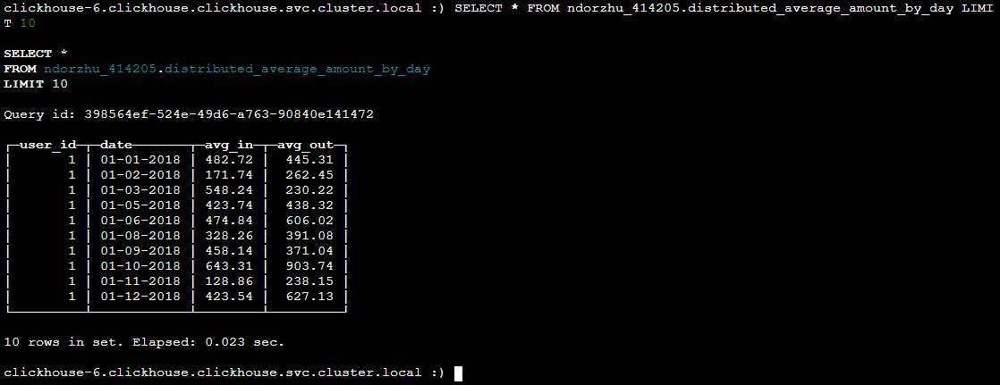 clickhouse-6.clickhouse.clickhouse.svc.cluster.local :) SELECT * FROM ndorzhu_414205.distributed_average_amount_by_day LIMI
T 10
SELECT *
FROM ndorzhu_414205.distributed_average_amount_by_day
LIMIT 10
Query id: 398564ef-524e-49d6-a763-90840e141472
┌─user_id─┬─date───────┬─avg_in─┬─avg_out─┐
│       1 │ 01-01-2018 │ 482.72 │  445.31 │
│       1 │ 01-02-2018 │ 171.74 │  262.45 │
│       1 │ 01-03-2018 │ 548.24 │  230.22 │
│       1 │ 01-05-2018 │ 423.74 │  438.32 │
│       1 │ 01-06-2018 │ 474.84 │  606.02 │
│       1 │ 01-08-2018 │ 328.26 │  391.08 │
│       1 │ 01-09-2018 │ 458.14 │  371.04 │
│       1 │ 01-10-2018 │ 643.31 │  903.74 │
│       1 │ 01-11-2018 │ 128.86 │  238.15 │
│       1 │ 01-12-2018 │ 423.54 │  627.13 │
└─────────┴────────────┴────────┴─────────┘
10 rows in set. Elapsed: 0.023 sec.
clickhouse-6.clickhouse.clickhouse.svc.cluster.local :)